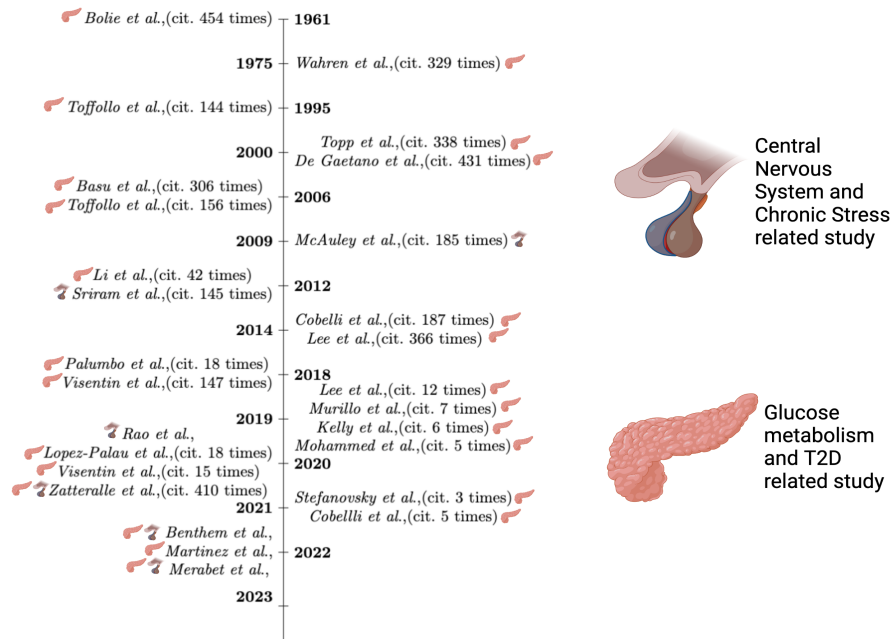 Bolie et al.,(cit. 454 times)
1961
1975
Wahren et al.,(cit. 329 times)
Toffollo et al.,(cit. 144 times)
1995
Topp et al.,(cit. 338 times)
2000
De Gaetano et al.,(cit. 431 times)
Basu et al.,(cit. 306 times)
2006
Toffollo et al.,(cit. 156 times)
2009
McAuley et al.,(cit. 185 times)
Li et al.,(cit. 42 times)
2012
Sriram et al.,(cit. 145 times)
Cobelli et al.,(cit. 187 times)
2014
Lee et al.,(cit. 366 times)
Palumbo et al.,(cit. 18 times)
2018
Visentin et al.,(cit. 147 times)
Lee et al.,(cit. 12 times)
Murillo et al.,(cit. 7 times)
2019
Kelly et al.,(cit. 6 times)
Mohammed et al.,(cit. 5 times)
Rao et al.,
Lopez-Palau et al.,(cit. 18 times)
2020
Visentin et al.,(cit. 15 times)
Zatteralle et al.,(cit. 410 times)
Stefanovsky et al.,(cit. 3 times)
2021
Cobellli et al.,(cit. 5 times)
Benthem et al.,
Martinez et al.,
2022
Merabet et al.,
2023
Central
Nervous
System and
Chronic Stress
related study
Glucose
metabolism
and T2D
related study